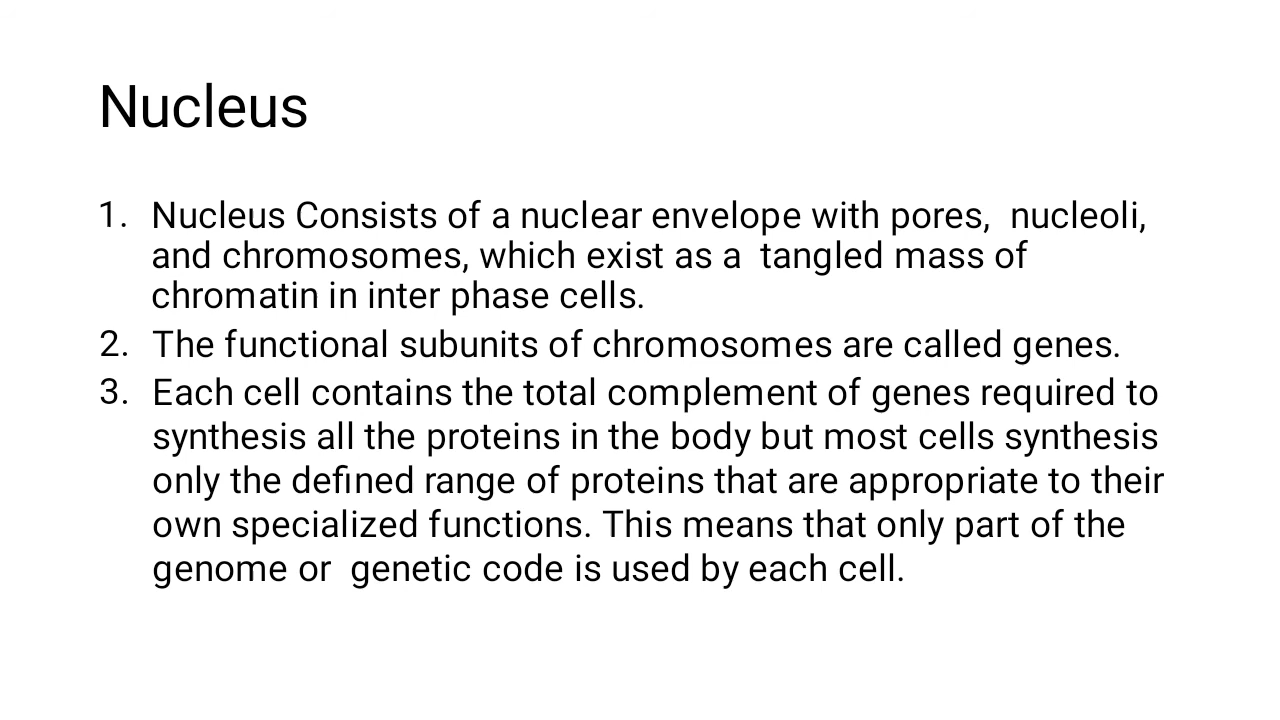 Nucleus
1. Nucleus Consists of a nuclear envelope with pores,  nucleoli,
and chromosomes, which exist as a  tangled mass of
chromatin in inter phase cells.
2. The functional subunits of chromosomes are called genes.
3. Each cell contains the total complement of genes required to
synthesis all the proteins in the body but most cells synthesis
only the defined range of proteins that are appropriate to their
own specialized functions. This means that only part of the
genome or  genetic code is used by each cell.